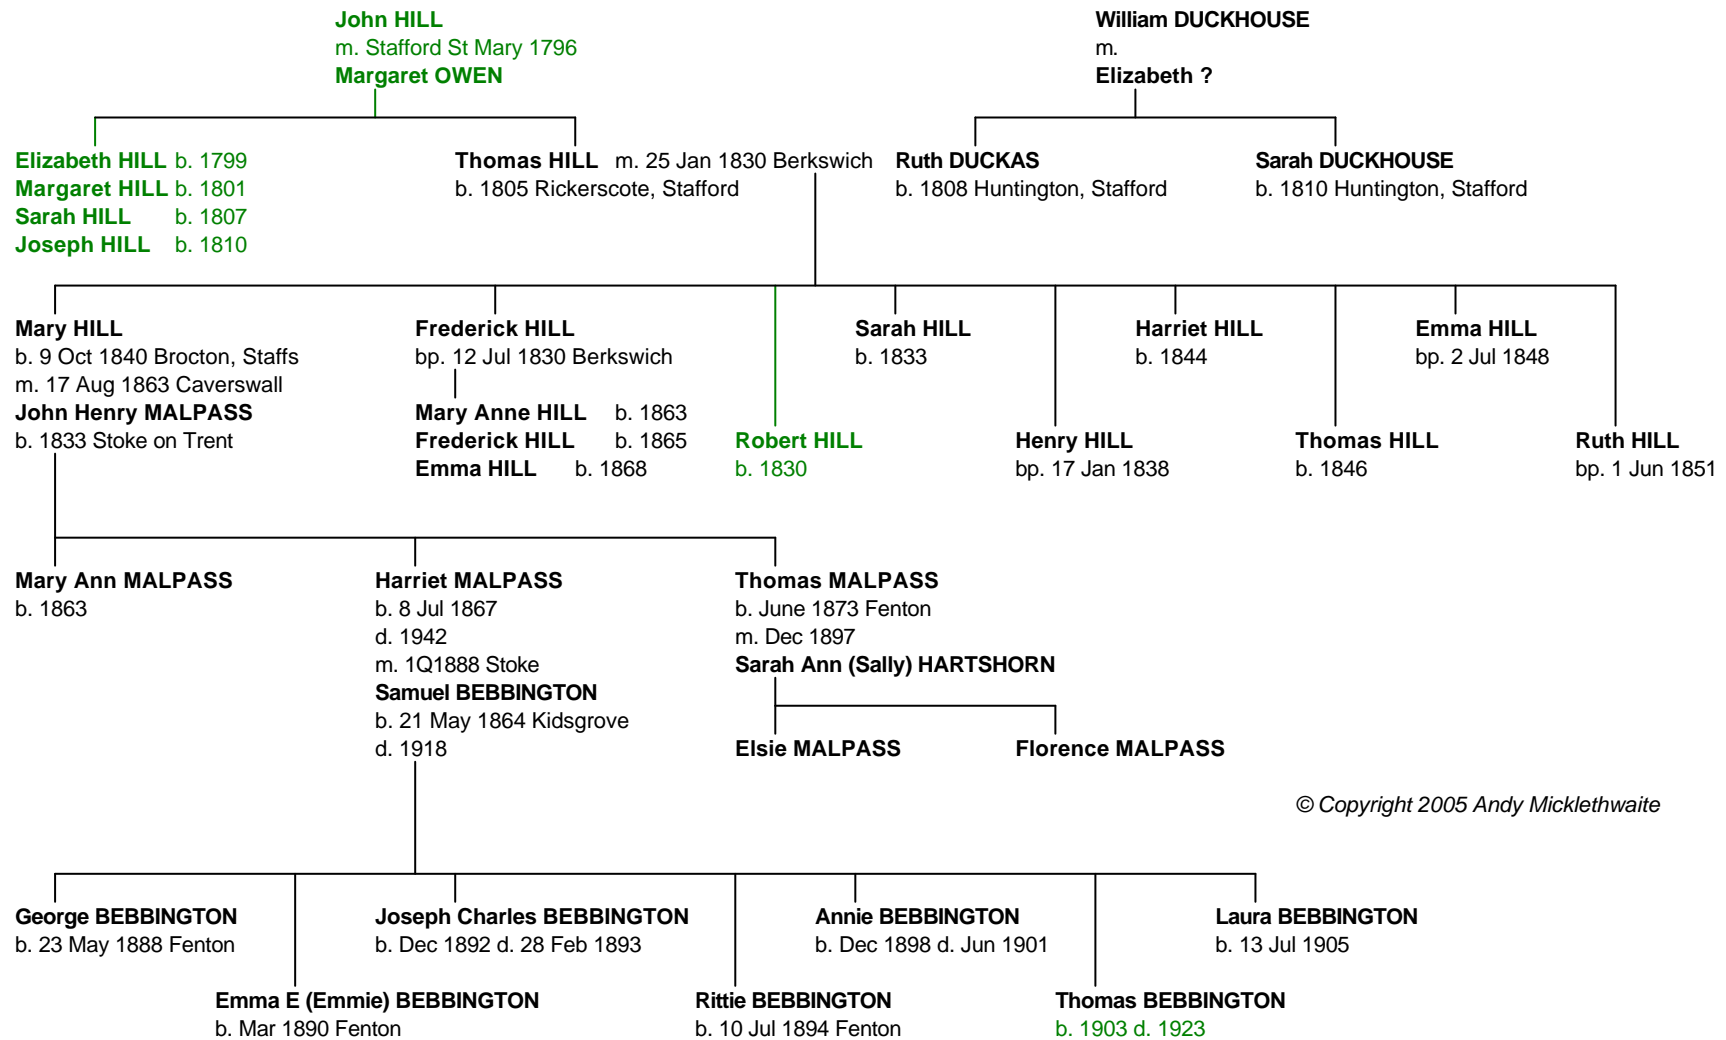 John HILL
m. Stafford St Mary 1796
Margaret OWEN
William DUCKHOUSE
m.
Elizabeth ?
Elizabeth HILL b. 1799
Margaret HILL b. 1801
Sarah HILL b. 1807
Joseph HILL b. 1810
Thomas HILL m. 25 Jan 1830 Berkswich
b. 1805 Rickerscote, Stafford
Ruth DUCKAS
b. 1808 Huntington, Stafford
Sarah DUCKHOUSE
b. 1810 Huntington, Stafford
Mary HILL
b. 9 Oct 1840 Brocton, Staffs
m. 17 Aug 1863 Caverswall
John Henry MALPASS
b. 1833 Stoke on Trent
Frederick HILL
bp. 12 Jul 1830 Berkswich
Mary Anne HILL b. 1863
Frederick HILL b. 1865
Emma HILL b. 1868
Robert HILL
b. 1830
Sarah HILL
b. 1833
Henry HILL
bp. 17 Jan 1838
Harriet HILL
b. 1844
Thomas HILL
b. 1846
Emma HILL
bp. 2 Jul 1848
Ruth HILL
bp. 1 Jun 1851
Mary Ann MALPASS
b. 1863
Harriet MALPASS
b. 8 Jul 1867
d. 1942
m. 1Q1888 Stoke
Samuel BEBBINGTON
b. 21 May 1864 Kidsgrove
d. 1918
Thomas MALPASS
b. June 1873 Fenton
m. Dec 1897
Sarah Ann (Sally) HARTSHORN
Elsie MALPASS
Florence MALPASS
© Copyright 2005 Andy Micklethwaite
George BEBBINGTON
b. 23 May 1888 Fenton
Emma E (Emmie) BEBBINGTON
b. Mar 1890 Fenton
Joseph Charles BEBBINGTON
b. Dec 1892 d. 28 Feb 1893
Rittie BEBBINGTON
b. 10 Jul 1894 Fenton
Annie BEBBINGTON
b. Dec 1898 d. Jun 1901
Thomas BEBBINGTON
b. 1903 d. 1923
Laura BEBBINGTON
b. 13 Jul 1905